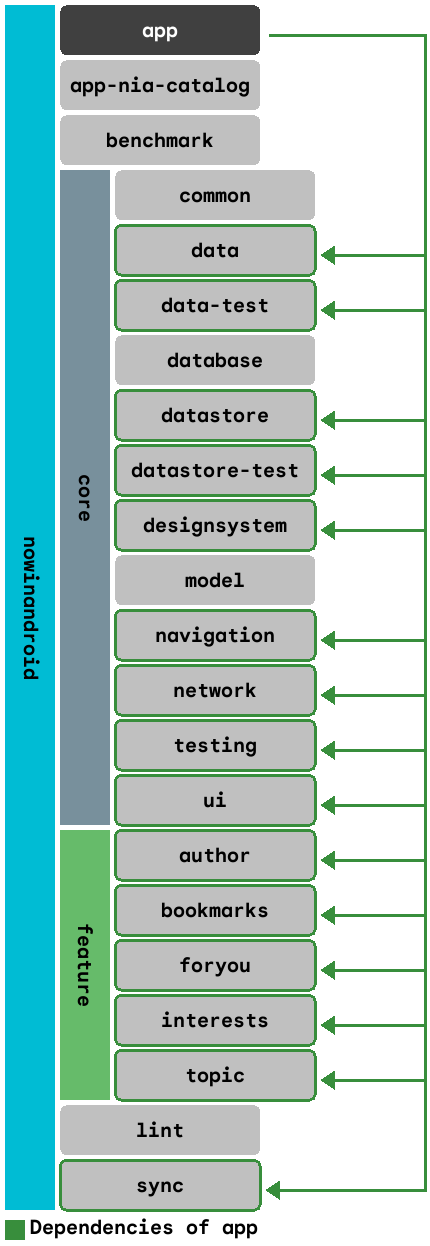 nowinandroid
app
app-nia-catalog
benchmark
core
common
data
data-test
database
datastore
datastore-test
designsystem
model
navigation
network
testing
ui
feature
author
bookmarks
foryou
interests
topic
lint
sync
Dependencies of app